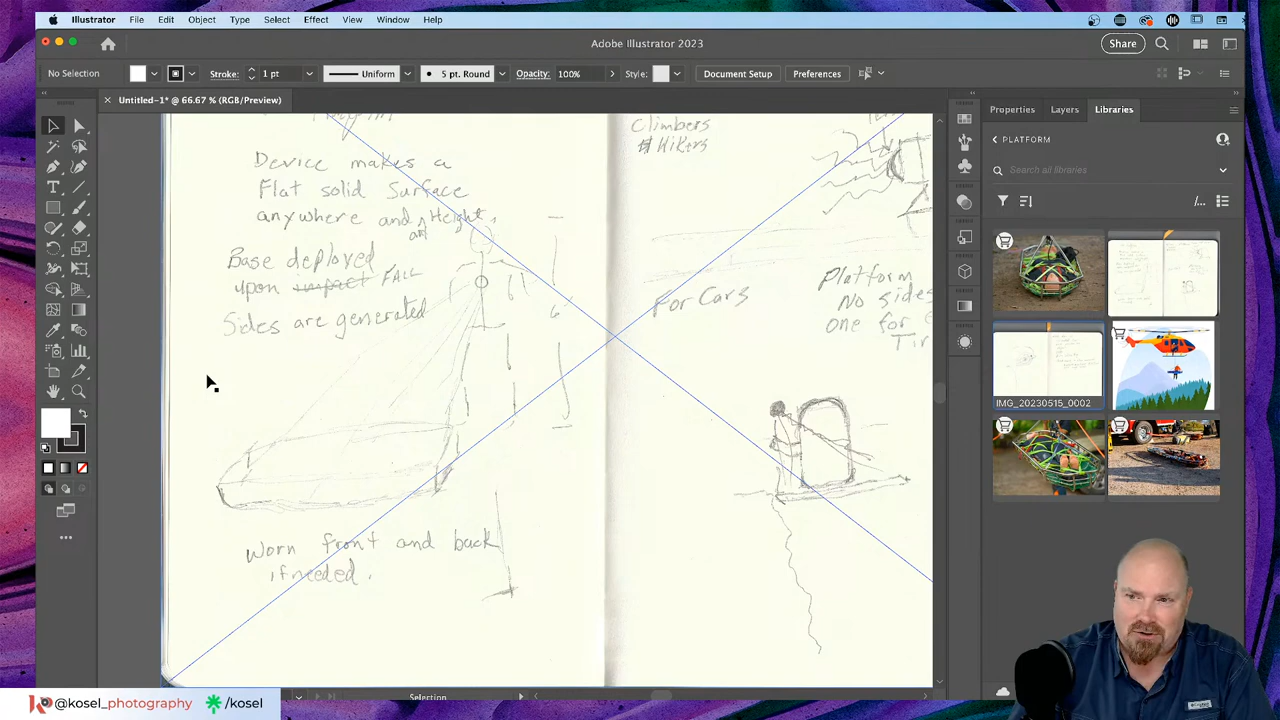 Illustrator File Edit Object Type Select Effect View Window Help
Adobe Illustrator 2023
Share
No Selection
Stroke: 1 pt
Uniform
5 pt. Round
Opacity: 100%
Style:
Document Setup
Preferences
Untitled-1* @ 66.67 % (RGB/Preview)
Properties Layers Libraries
PLATFORM
Search all libraries
Device makes a
Flat solid Surface
anywhere and Height,
an
Base deployed
upon impact FALL
Sides are generated
6
Worn front and back
if needed.
Climbers
# Hikers
For Cars
Platform
No sides
one for
IMG_20230515_0002
Selection
@kosel_photography
/kosel